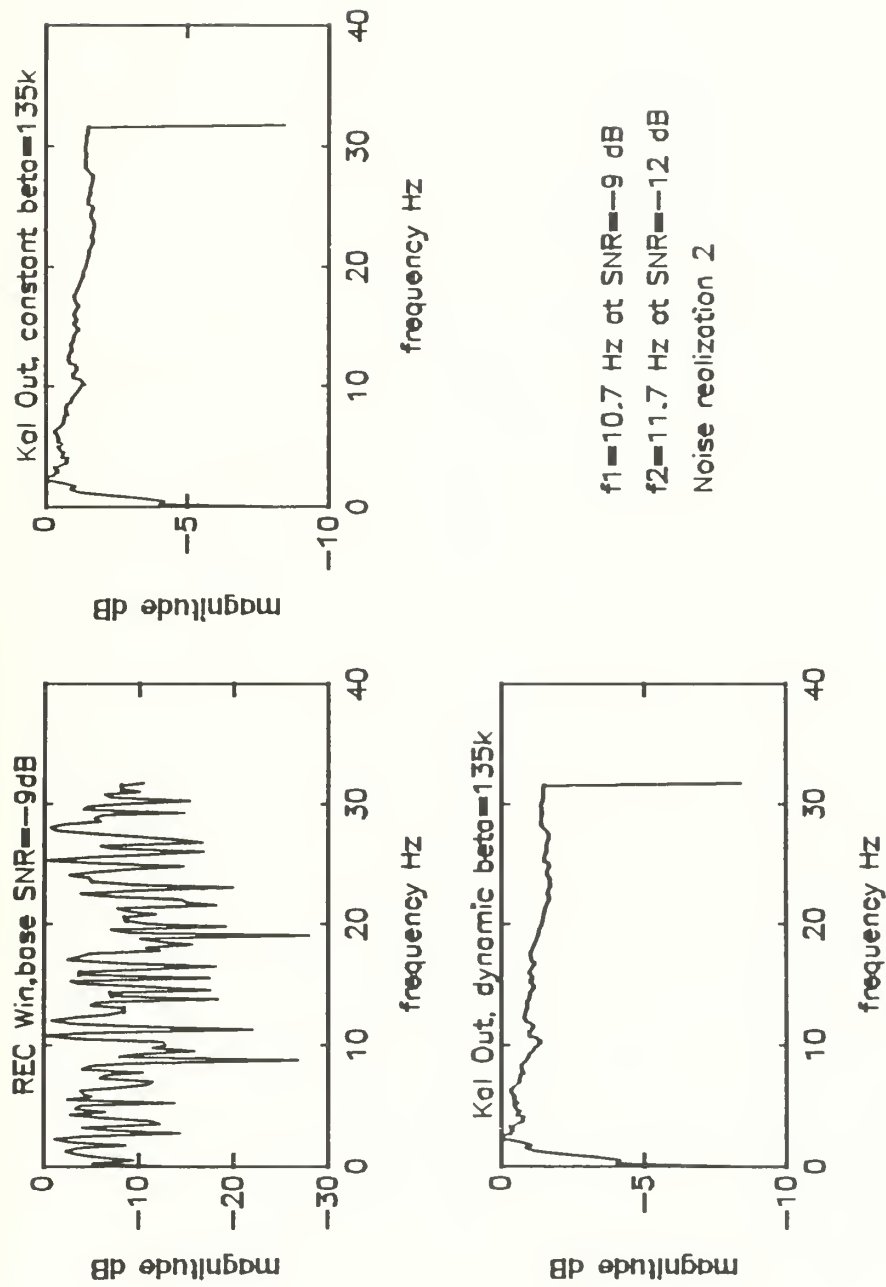 REC Win,base SNR=-9dB
0
-10
-20
-30
magnitude dB
0
10
20
30
40
frequency Hz
Kal Out, constant beta=135k
0
-5
-10
magnitude dB
0
10
20
30
40
frequency Hz
Kal Out, dynamic beta=135k
0
-5
-10
magnitude dB
0
10
20
30
40
frequency Hz
f1=10.7 Hz at SNR=-9 dB
f2=11.7 Hz at SNR=-12 dB
Noise realization 2